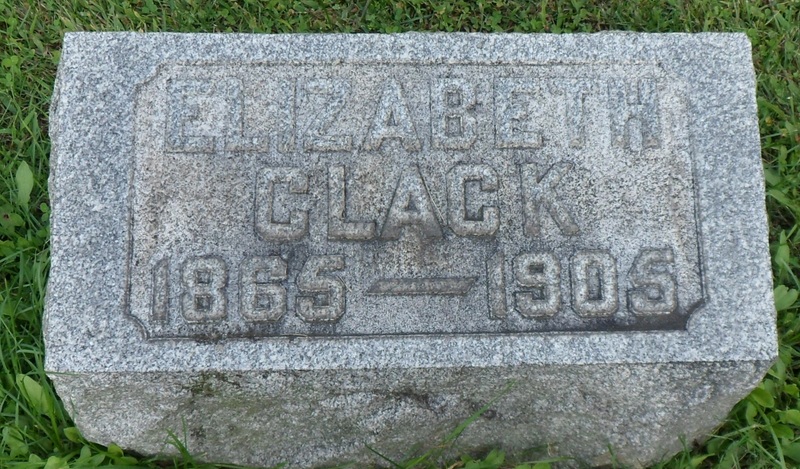 ELIZABETH
CLACK
1865 — 1905